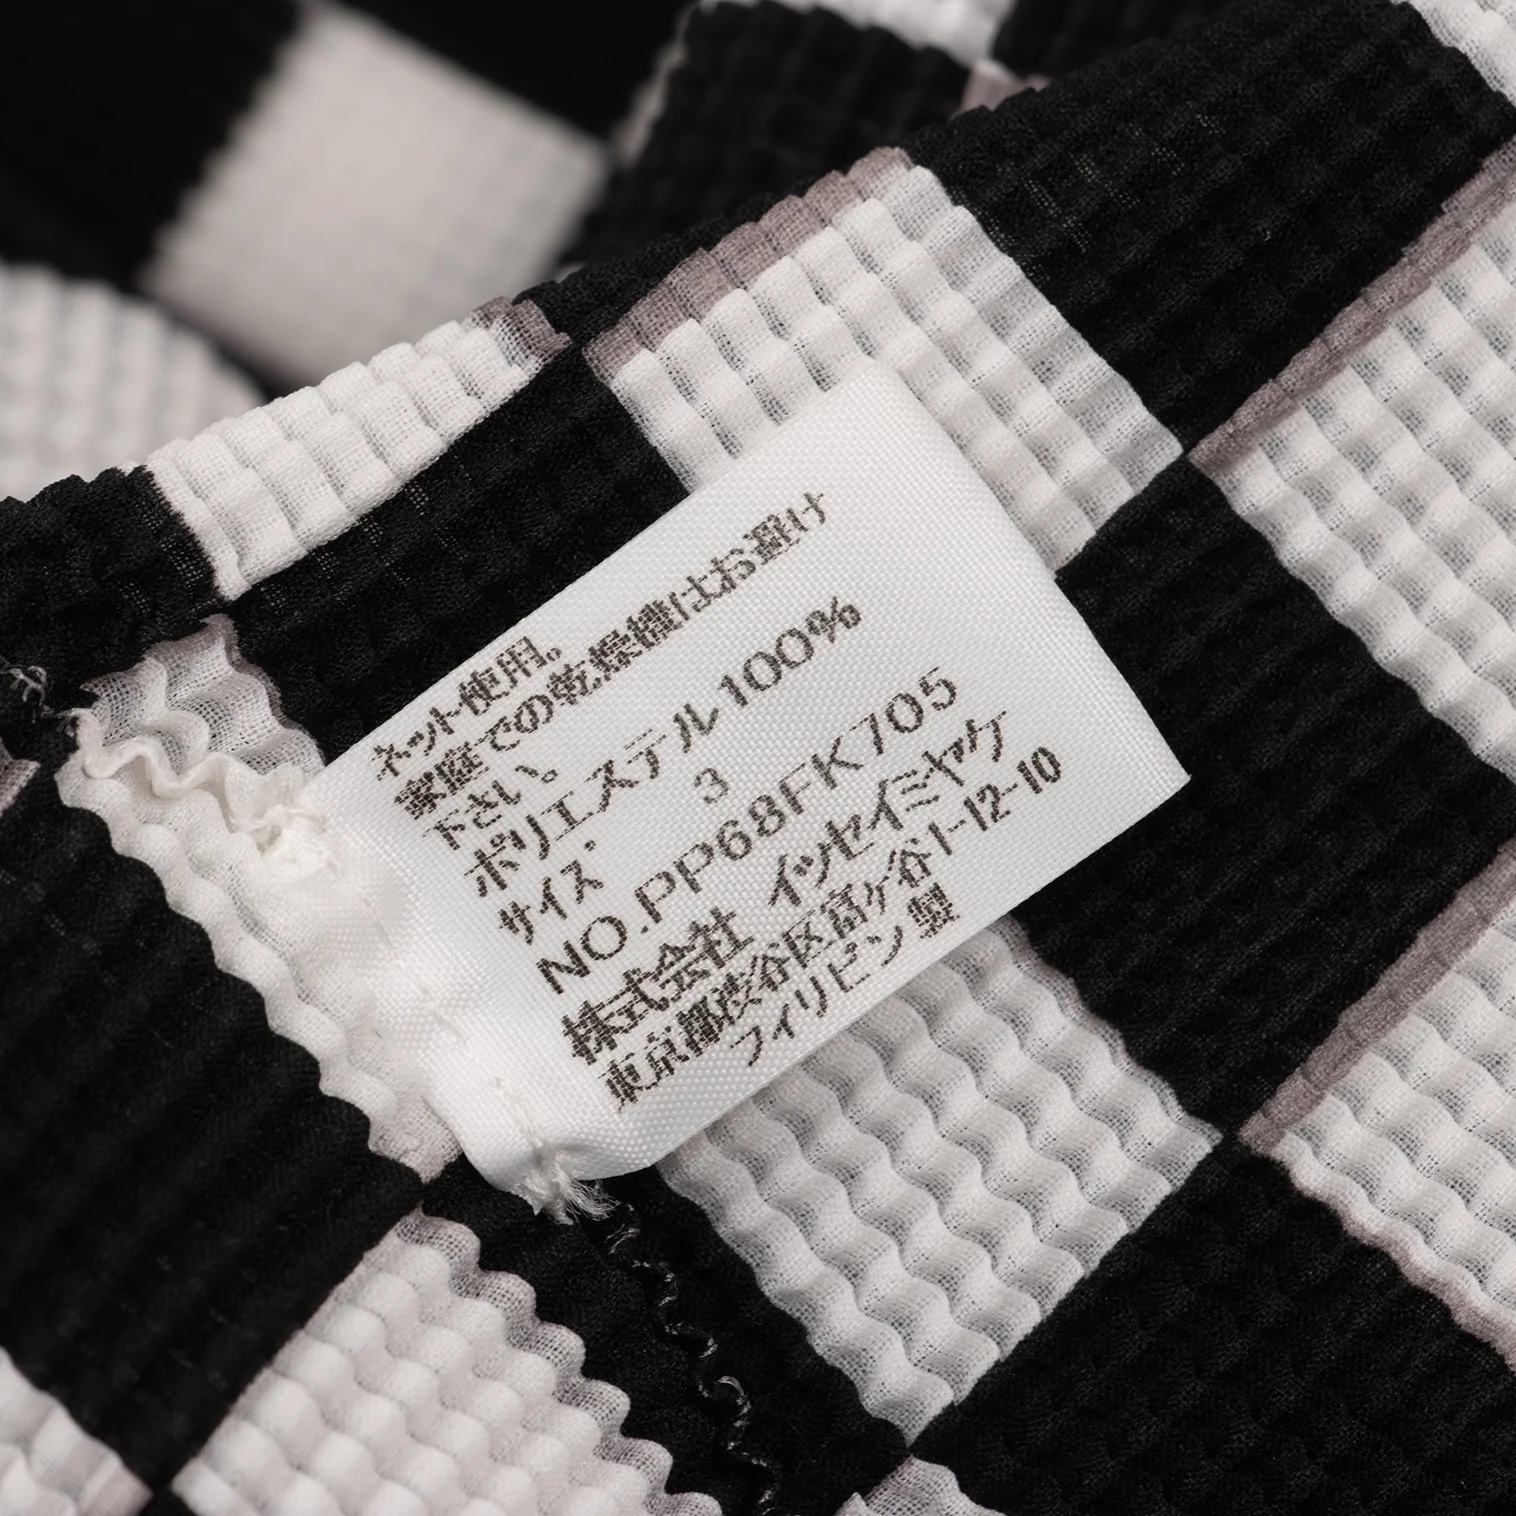 ネット使用。
家庭での乾燥機はお避け
下さい。
ポリエステル100%
サイズ 3
NO.PP68FK705
株式会社 イッセイミヤケ
東京都渋谷区富ヶ谷1-12-10
フィリピン製